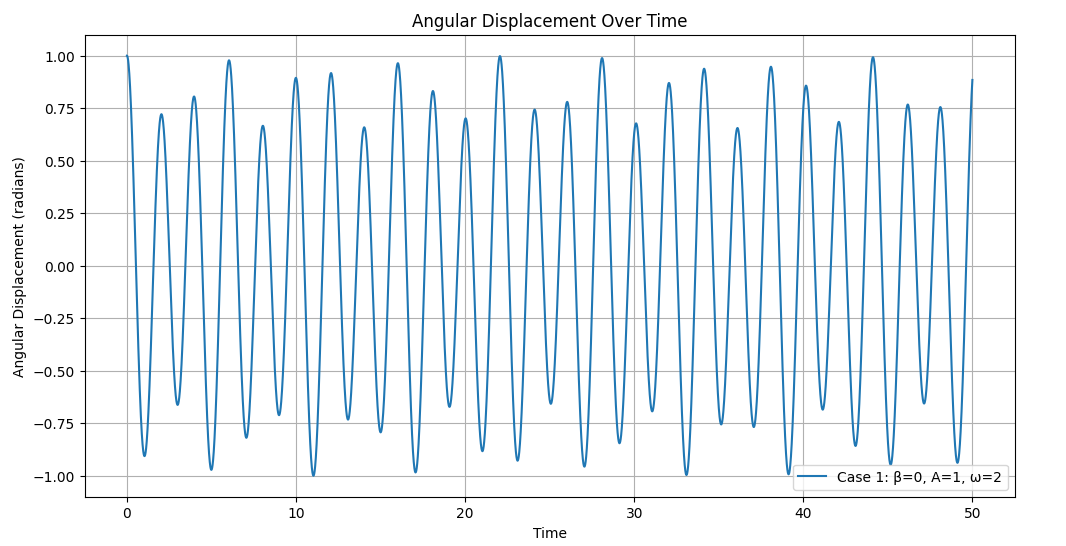 Angular Displacement Over Time
Angular Displacement (radians)
1.00
0.75
0.50
0.25
0.00
−0.25
−0.50
−0.75
−1.00
Case 1: β=0, A=1, ω=2
0 10 20 30 40 50
Time